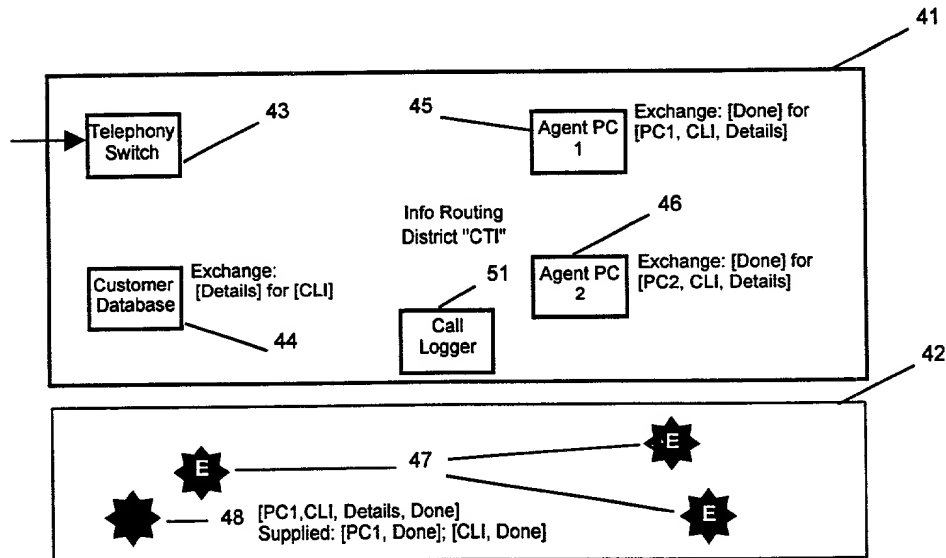 41
43
45
Telephony
Switch
Agent PC
1
Exchange: [Done] for
[PC1, CLI, Details]
Info Routing
District "CTI"
46
51
Customer
Database
Exchange:
[Details] for [CLI]
Agent PC
2
Exchange: [Done] for
[PC2, CLI, Details]
44
Call
Logger
42
E
47
E
E
48
[PC1,CLI, Details, Done]
Supplied: [PC1, Done]; [CLI, Done]